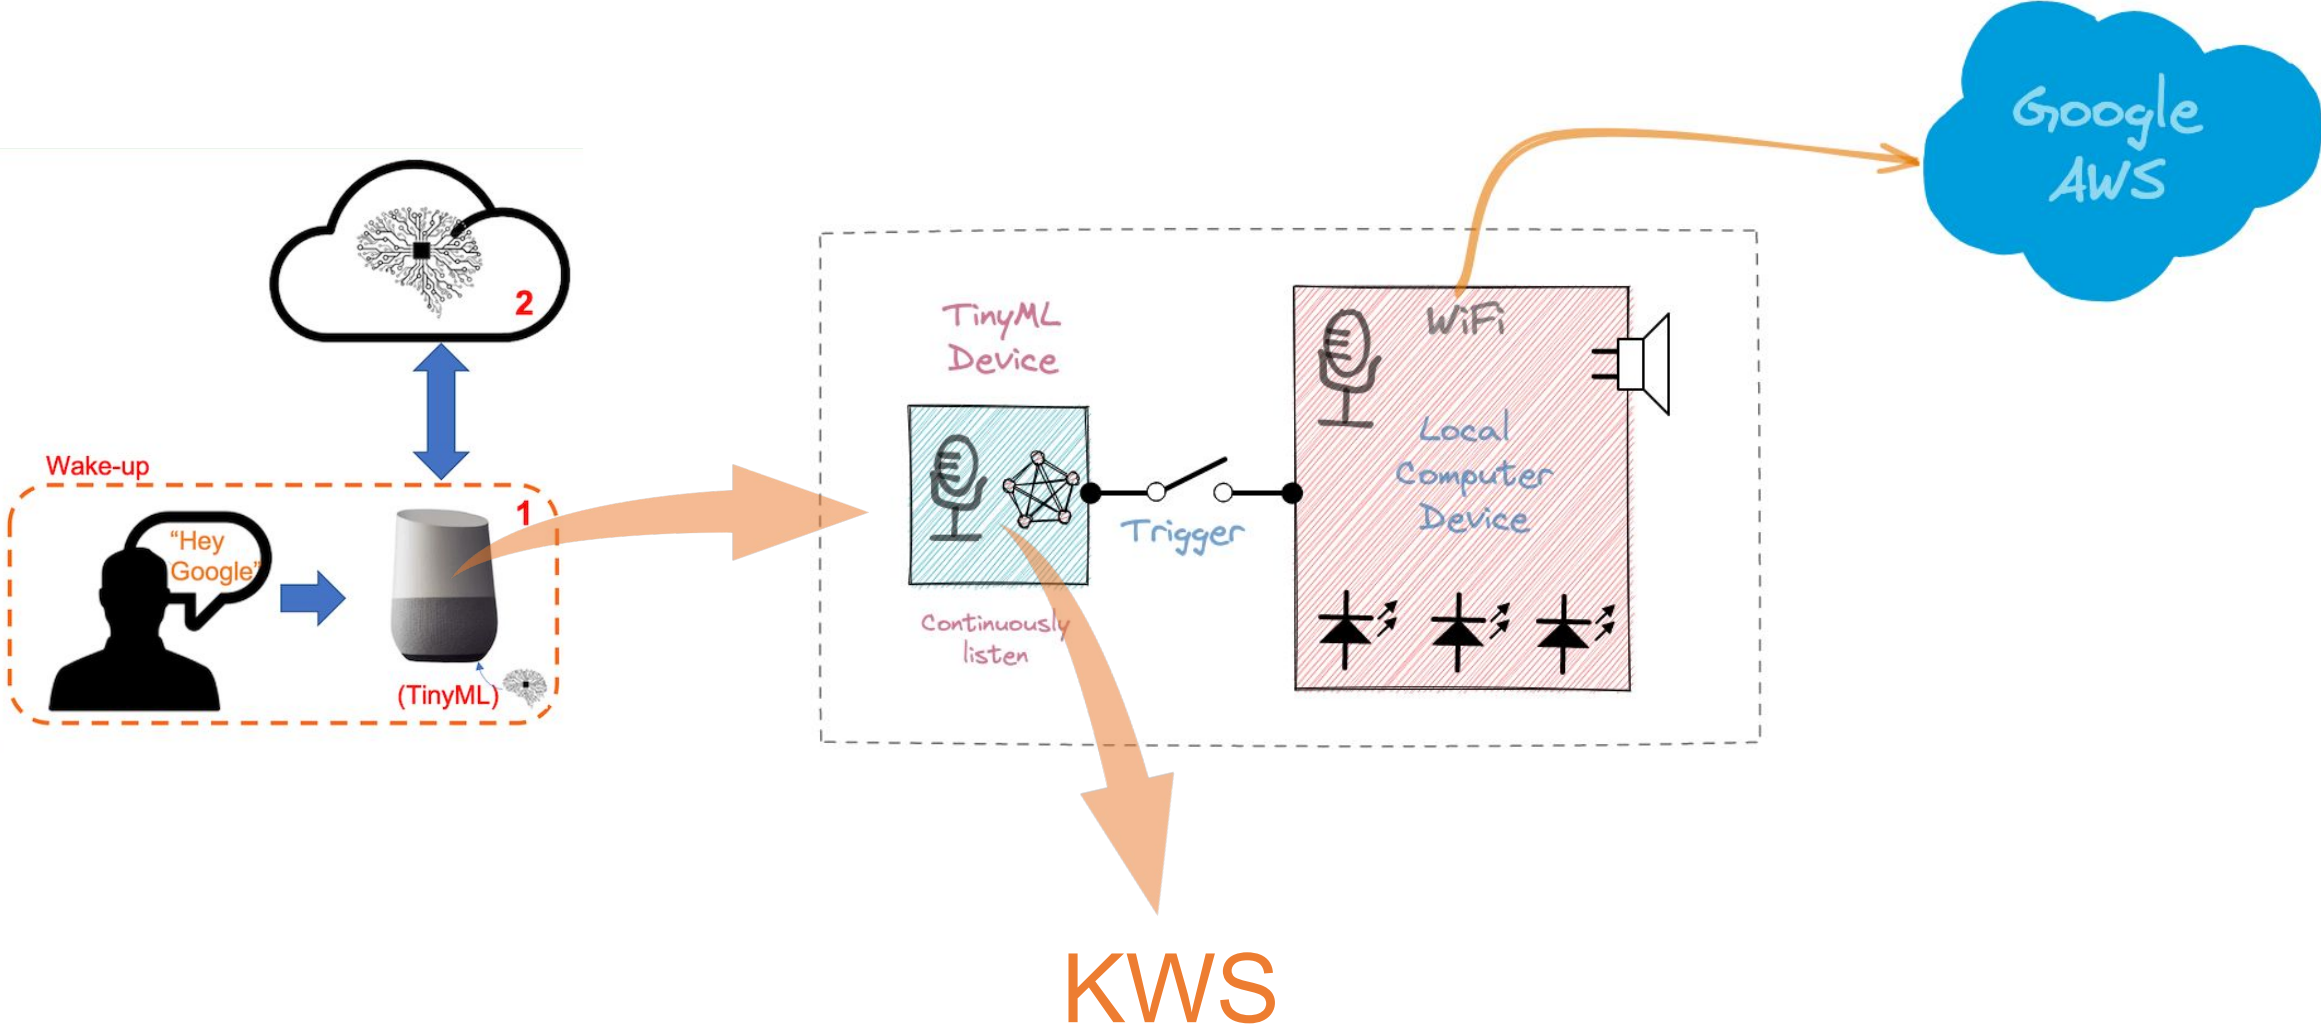 2
Wake-up
1
“Hey
Google”
(TinyML)
TinyML
Device
Continuously
listen
Trigger
WiFi
Local
Computer
Device
Google
AWS
KWS